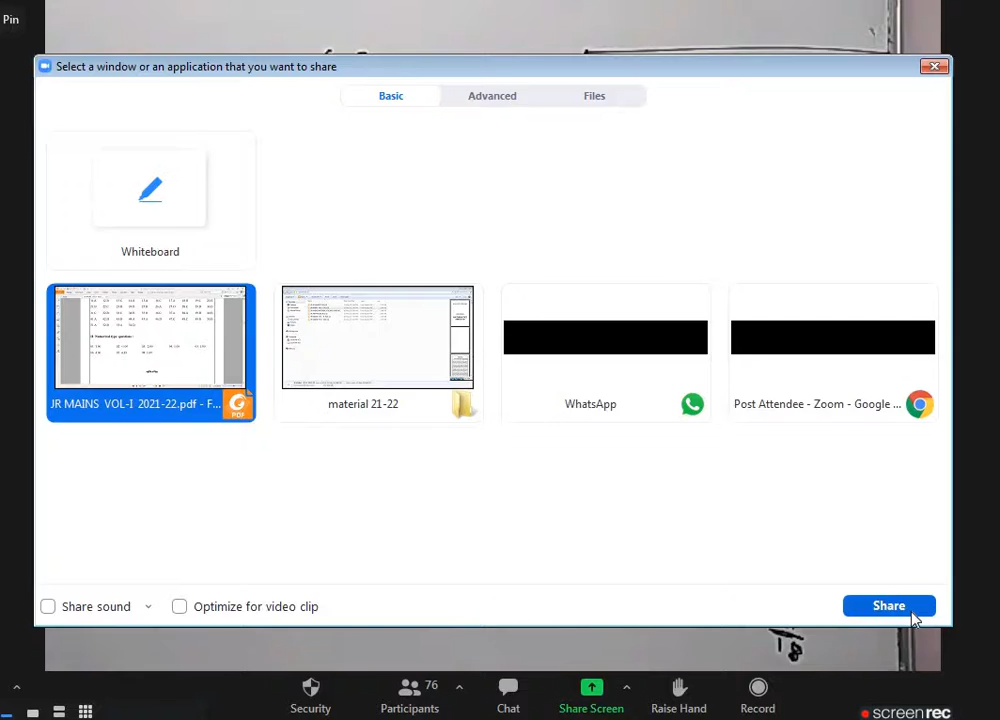 Pin
Select a window or an application that you want to share
Basic
Advanced
Files
Whiteboard
JR MAINS VOL-I 2021-22.pdf - F...
PDF
material 21-22
WhatsApp
Post Attendee - Zoom - Google ...
Share sound
Optimize for video clip
Share
18
76
Security
Participants
Chat
Share Screen
Raise Hand
Record
screenrec